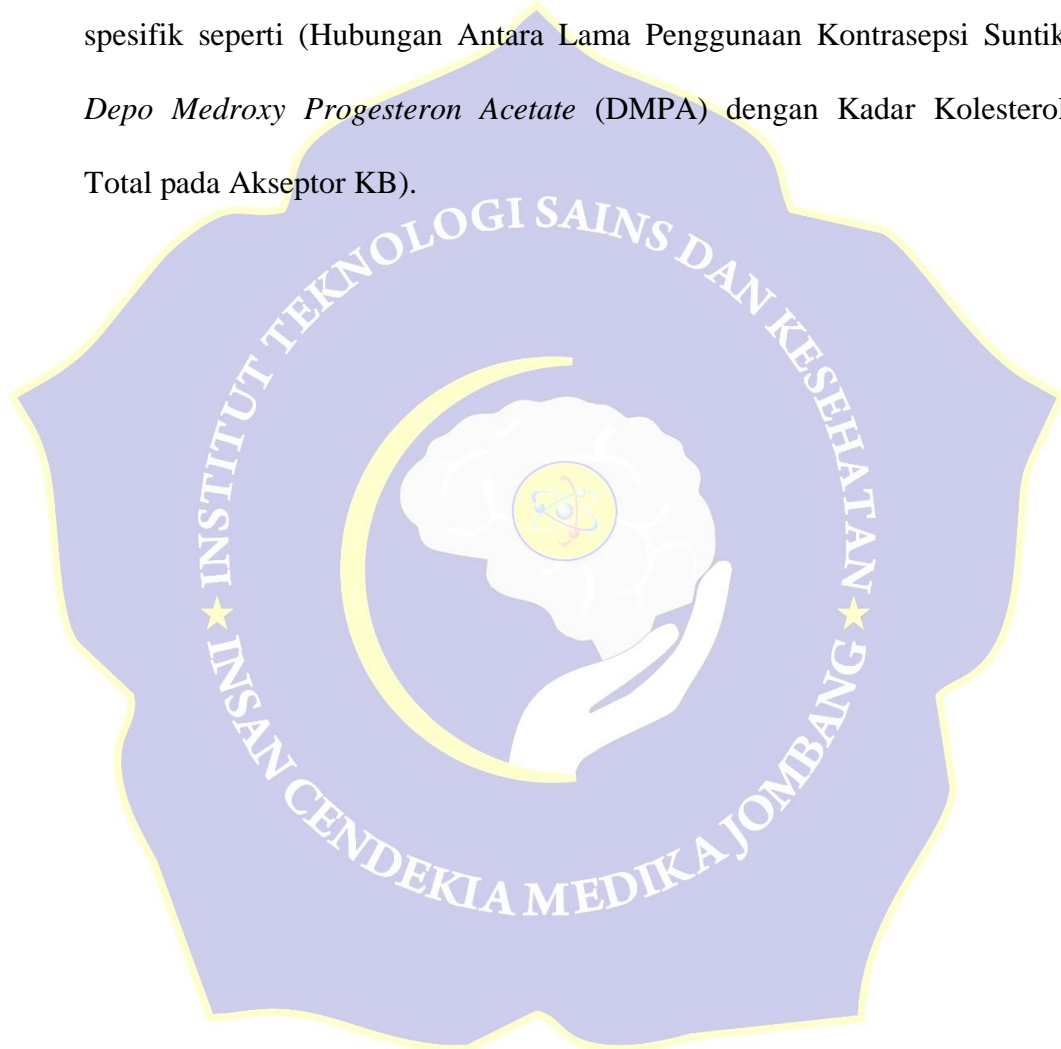 spesifik seperti (Hubungan Antara Lama Penggunaan Kontrasepsi Suntik
Depo Medroxy Progesteron Acetate (DMPA) dengan Kadar Kolesterol
Total pada Akseptor KB).
INSTITUT TEKNOLOGI SAINS DAN KESEHATAN
INSAN CENDEKIA MEDIKA JOMBANG